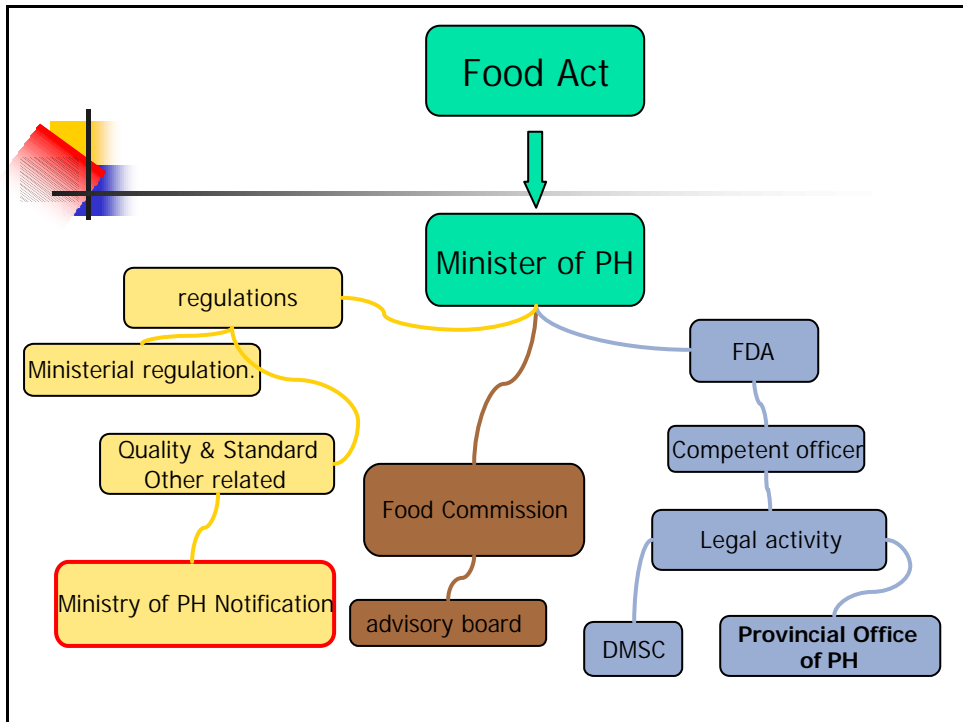 Food Act
Minister of PH
regulations
Ministerial regulation.
Quality & Standard
Other related
Ministry of PH Notification
Food Commission
advisory board
FDA
Competent officer
Legal activity
DMSC
Provincial Office
of PH